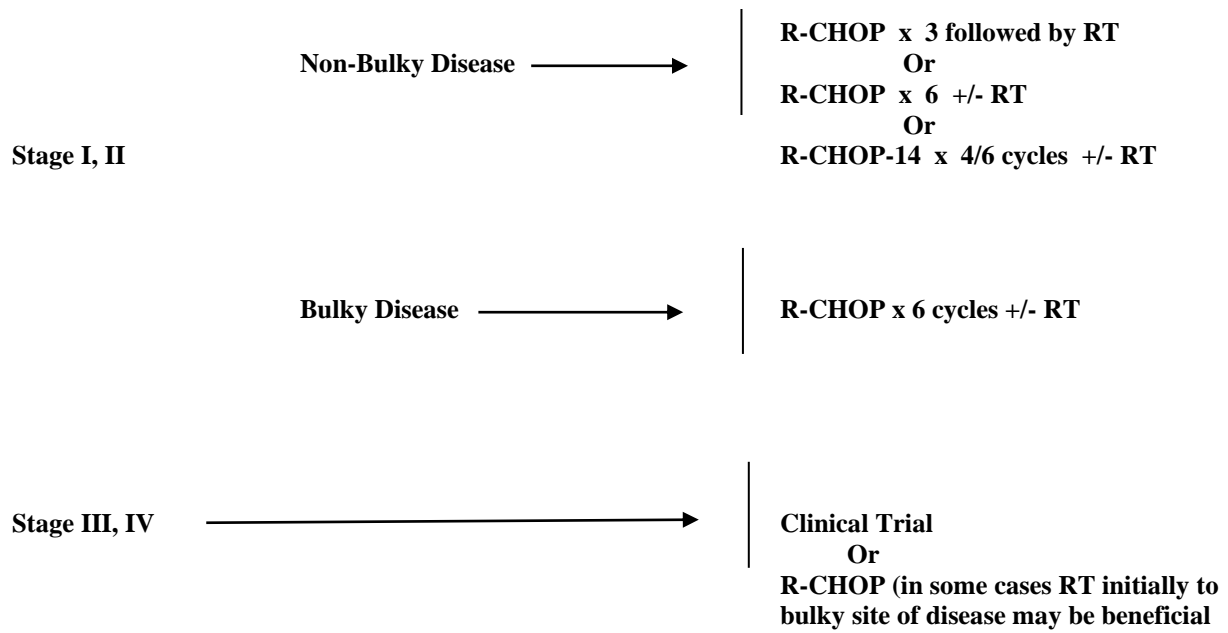 R-CHOP x 3 followed by RT
Non-Bulky Disease
Or
R-CHOP x 6 +/- RT
Or
Stage I, II
R-CHOP-14 x 4/6 cycles +/- RT
Bulky Disease
R-CHOP x 6 cycles +/- RT
Stage III, IV
Clinical Trial
Or
R-CHOP (in some cases RT initially to
bulky site of disease may be beneficial